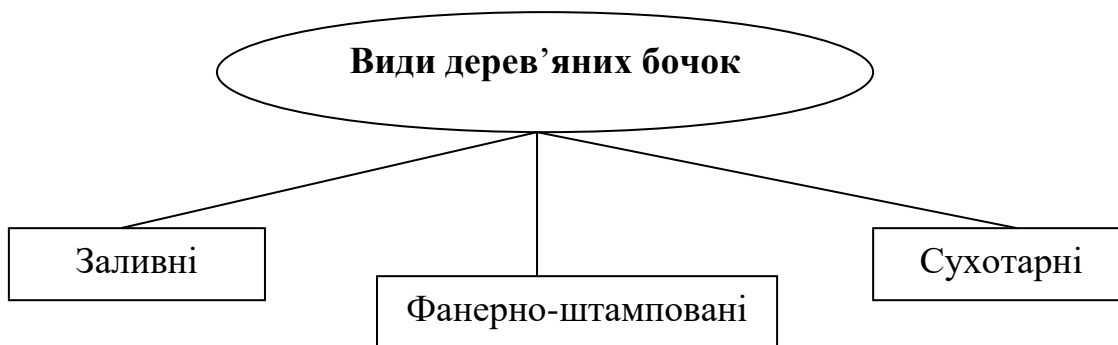 Види дерев’яних бочок
Заливні
Фанерно-штамповані
Сухотарні